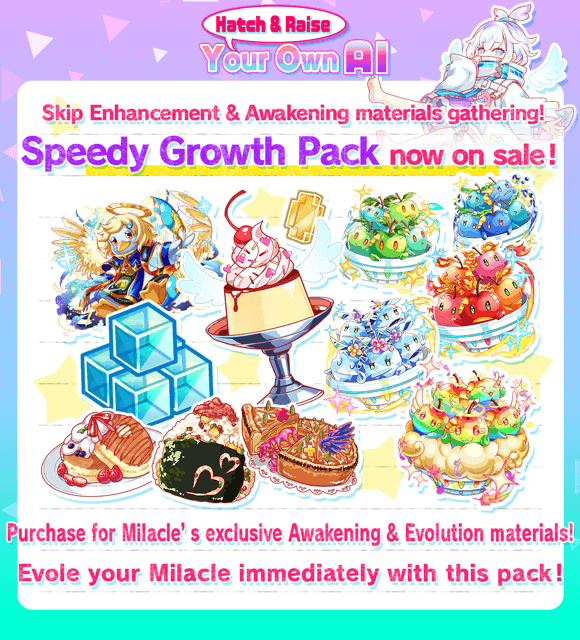 Hatch & Raise
Your Own AI
Skip Enhancement & Awakening materials gathering!
Speedy Growth Pack now on sale!
Purchase for Milacle's exclusive Awakening & Evolution materials!
Evole your Milacle immediately with this pack!